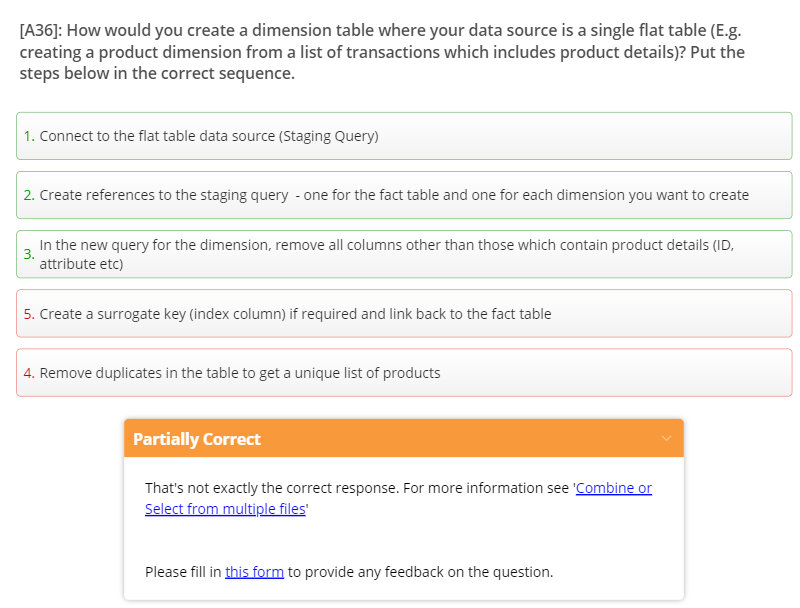 [A36]: How would you create a dimension table where your data source is a single flat table (E.g.
creating a product dimension from a list of transactions which includes product details)? Put the
steps below in the correct sequence.
1. Connect to the flat table data source (Staging Query)
2. Create references to the staging query  - one for the fact table and one for each dimension you want to create
3. In the new query for the dimension, remove all columns other than those which contain product details (ID,
attribute etc)
5. Create a surrogate key (index column) if required and link back to the fact table
4. Remove duplicates in the table to get a unique list of products
Partially Correct
That's not exactly the correct response. For more information see 'Combine or
Select from multiple files'
Please fill in this form to provide any feedback on the question.